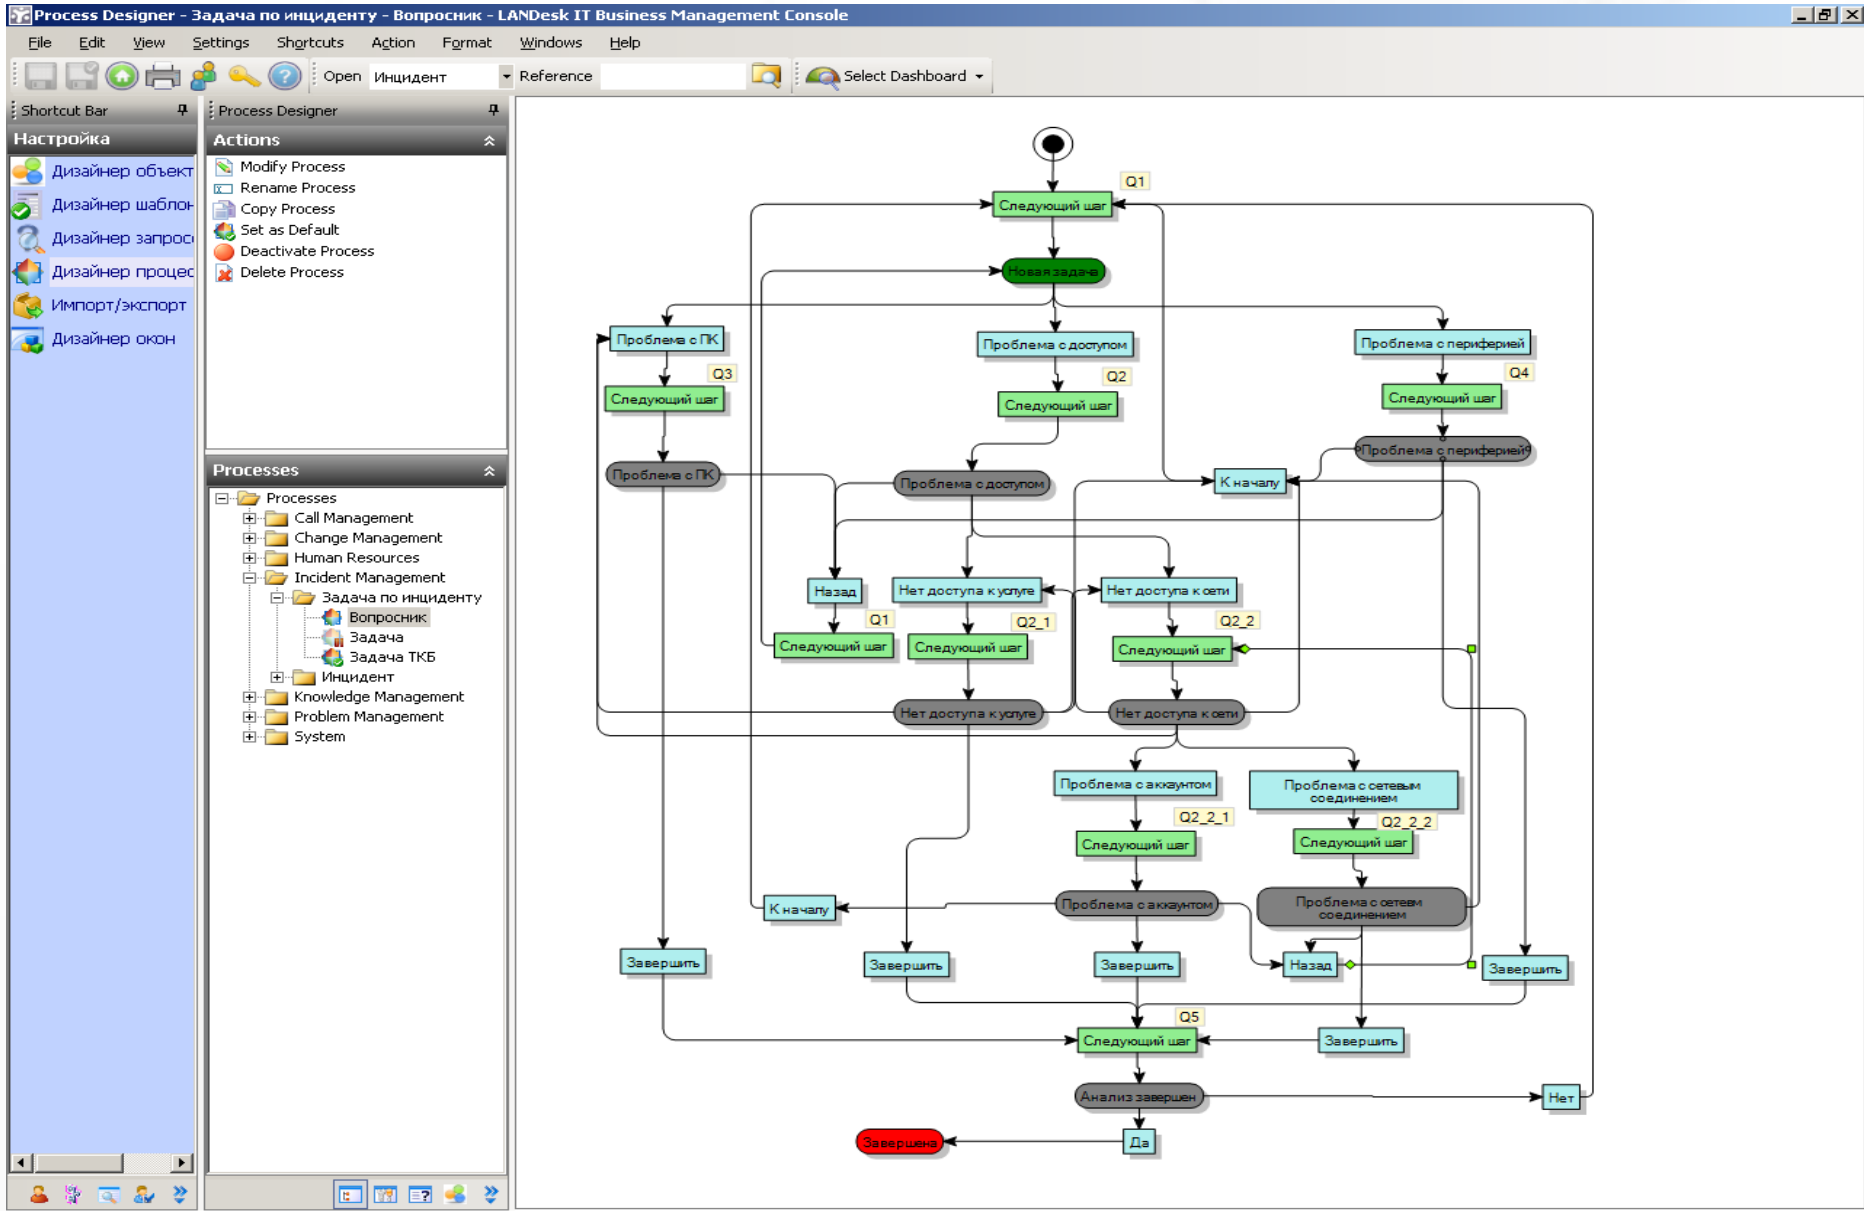 Process Designer - Задача по инциденту - Вопросник - LANDesk IT Business Management Console
File Edit View Settings Shortcuts Action Format Windows Help
Open Инцидент Reference Select Dashboard
Shortcut Bar
Настройка
Дизайнер объект
Дизайнер шаблон
Дизайнер запрос
Дизайнер процес
Импорт/экспорт
Дизайнер окон
Process Designer
Actions
Modify Process
Rename Process
Copy Process
Set as Default
Deactivate Process
Delete Process
Processes
Processes
Call Management
Change Management
Human Resources
Incident Management
Задача по инциденту
Вопросник
Задача
Задача ТКБ
Инцидент
Knowledge Management
Problem Management
System
Q1
Следующий шаг
Новая задача
Проблема с ПК
Проблема с доступом
Проблема с периферией
Q3
Q2
Q4
Следующий шаг
Следующий шаг
Следующий шаг
Проблема с ПК
Проблема с доступом
Проблема с периферией
К началу
Назад
Нет доступа к услуге
Нет доступа к сети
Q1
Q2_1
Q2_2
Следующий шаг
Следующий шаг
Следующий шаг
Нет доступа к услуге
Нет доступа к сети
Проблема с аккаунтом
Проблема с сетевым
соединением
Q2_2_1
Q2_2_2
Следующий шаг
Следующий шаг
К началу
Проблема с аккаунтом
Проблема с сетевм
соединением
Завершить
Завершить
Завершить
Назад
Завершить
Q5
Следующий шаг
Завершить
Анализ завершен
Нет
Завершена
Да